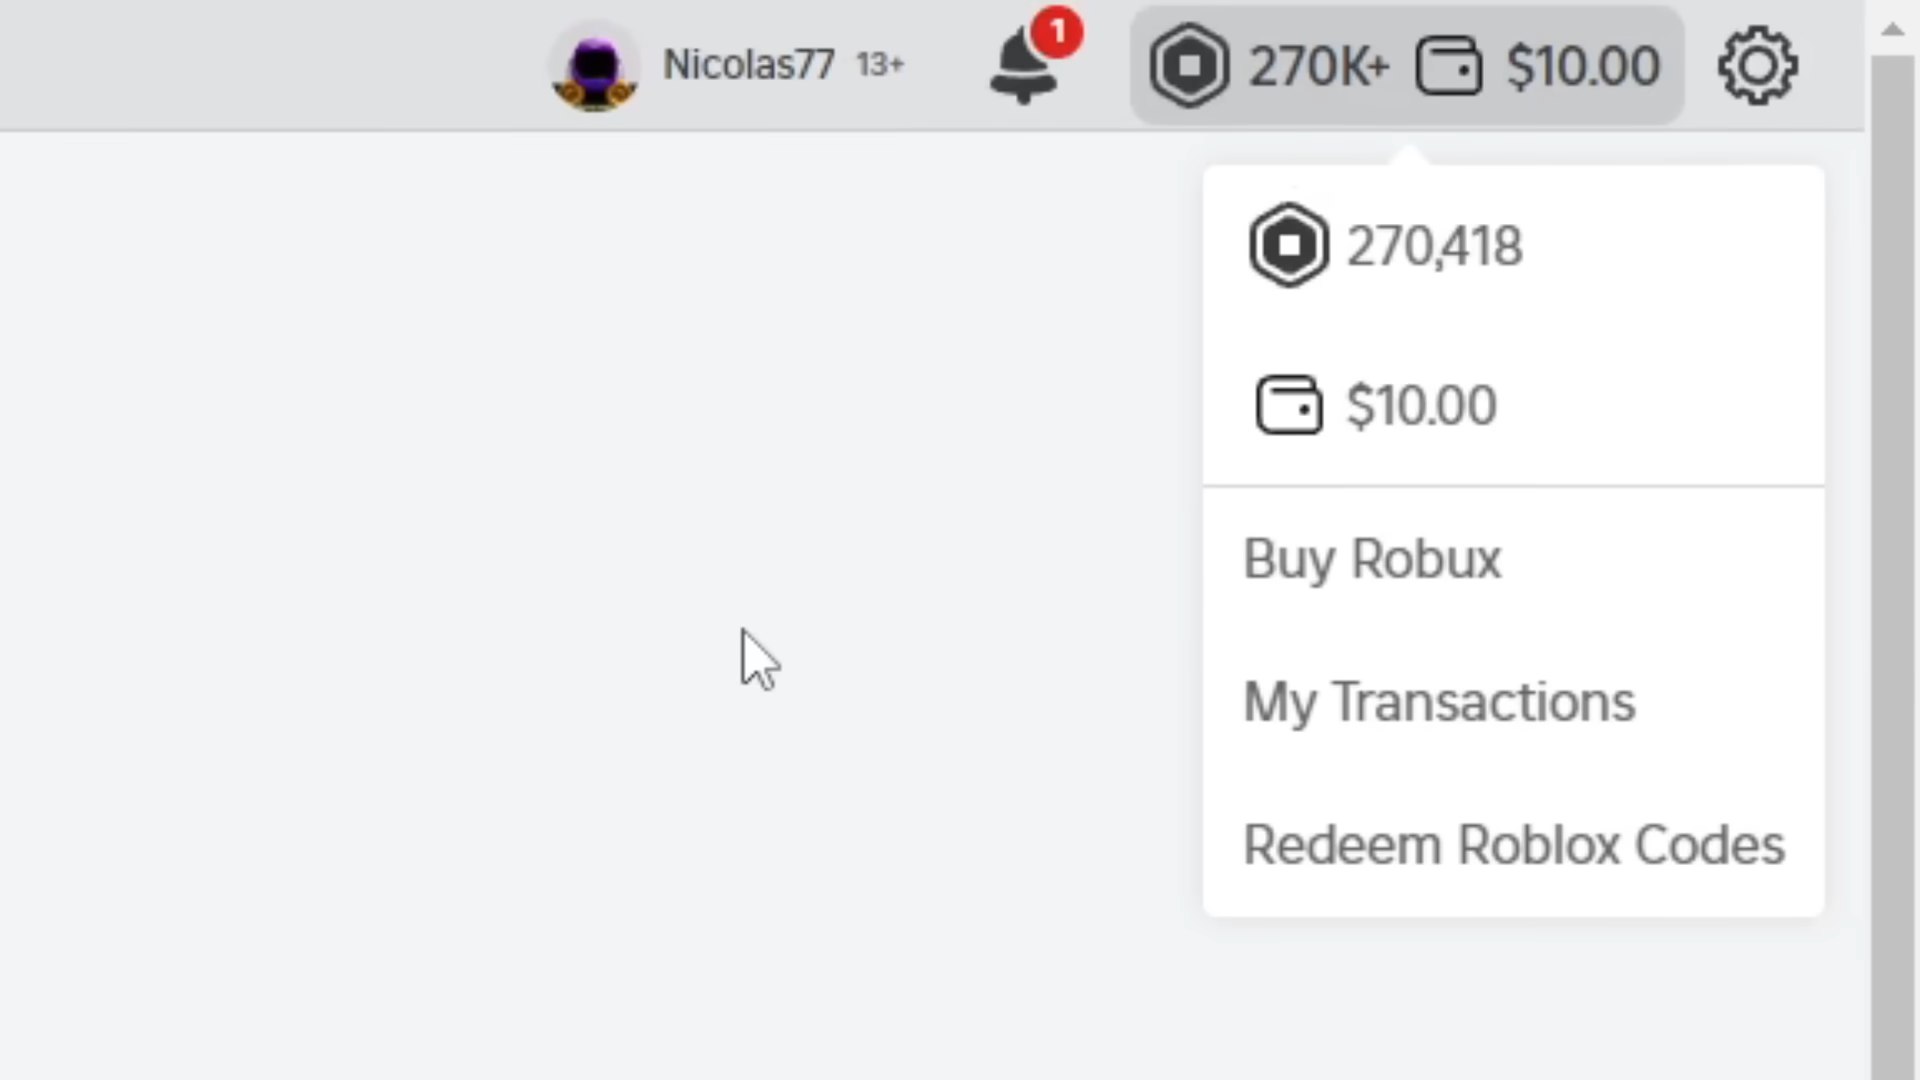 Nicolas77 13+ 1 270K+ $10.00
270,418
$10.00
Buy Robux
My Transactions
Redeem Roblox Codes